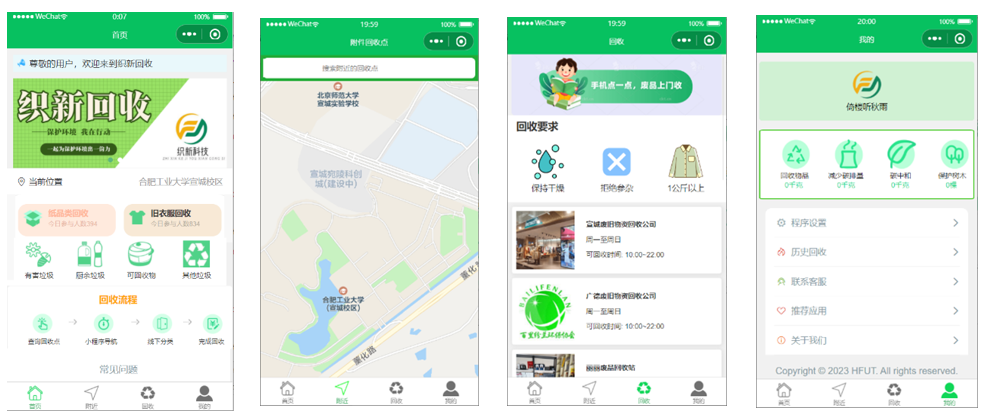 WeChat
0:07
100%
首页
尊敬的用户，欢迎来到织新回收
织新回收
保护环境 我在行动
一起为保护环境添一份力
织新科技
当前位置
合肥工业大学宣城校区
纸品类回收
今日参与人数284
旧衣服回收
今日参与人数834
有害垃圾
厨余垃圾
可回收物
其他垃圾
回收流程
查询回收点
小程序导航
线下分类
完成回收
常见问题
首页
附近
回收
我的
WeChat
19:59
100%
附件回收点
搜索附近的回收点
北京师范大学
宣城实验学校
宣城宛陵科创
城(建设中)
合肥工业大学
(宣城校区)
薰化路
薰化
首页
附近
回收
我的
WeChat
19:59
100%
回收
手机点一点，废品上门收
回收要求
保持干燥
拒绝参杂
1公斤以上
宣城废旧物资回收公司
周一至周日
可回收时间: 10:00~22:00
BAILIFENLAN
百里纷兰环保协会
广德废旧物资回收公司
周一至周日
可回收时间: 10:00~22:00
丽丽废品回收站
首页
附近
回收
我的
WeChat
20:00
100%
我的
倚楼听秋雨
回收物品
0千克
减少碳排量
0千克
碳中和
0千克
保护树木
0棵
程序设置
历史回收
联系客服
推荐应用
关于我们
Copyright © 2023 HFUT. All rights reserved.
首页
附近
回收
我的